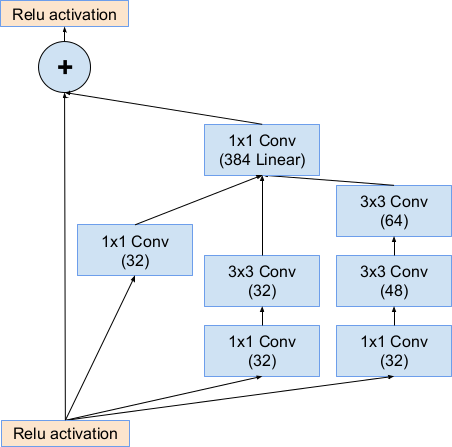 Relu activation
+
1x1 Conv
(384 Linear)
3x3 Conv
(64)
1x1 Conv
(32)
3x3 Conv
(32)
3x3 Conv
(48)
1x1 Conv
(32)
1x1 Conv
(32)
Relu activation